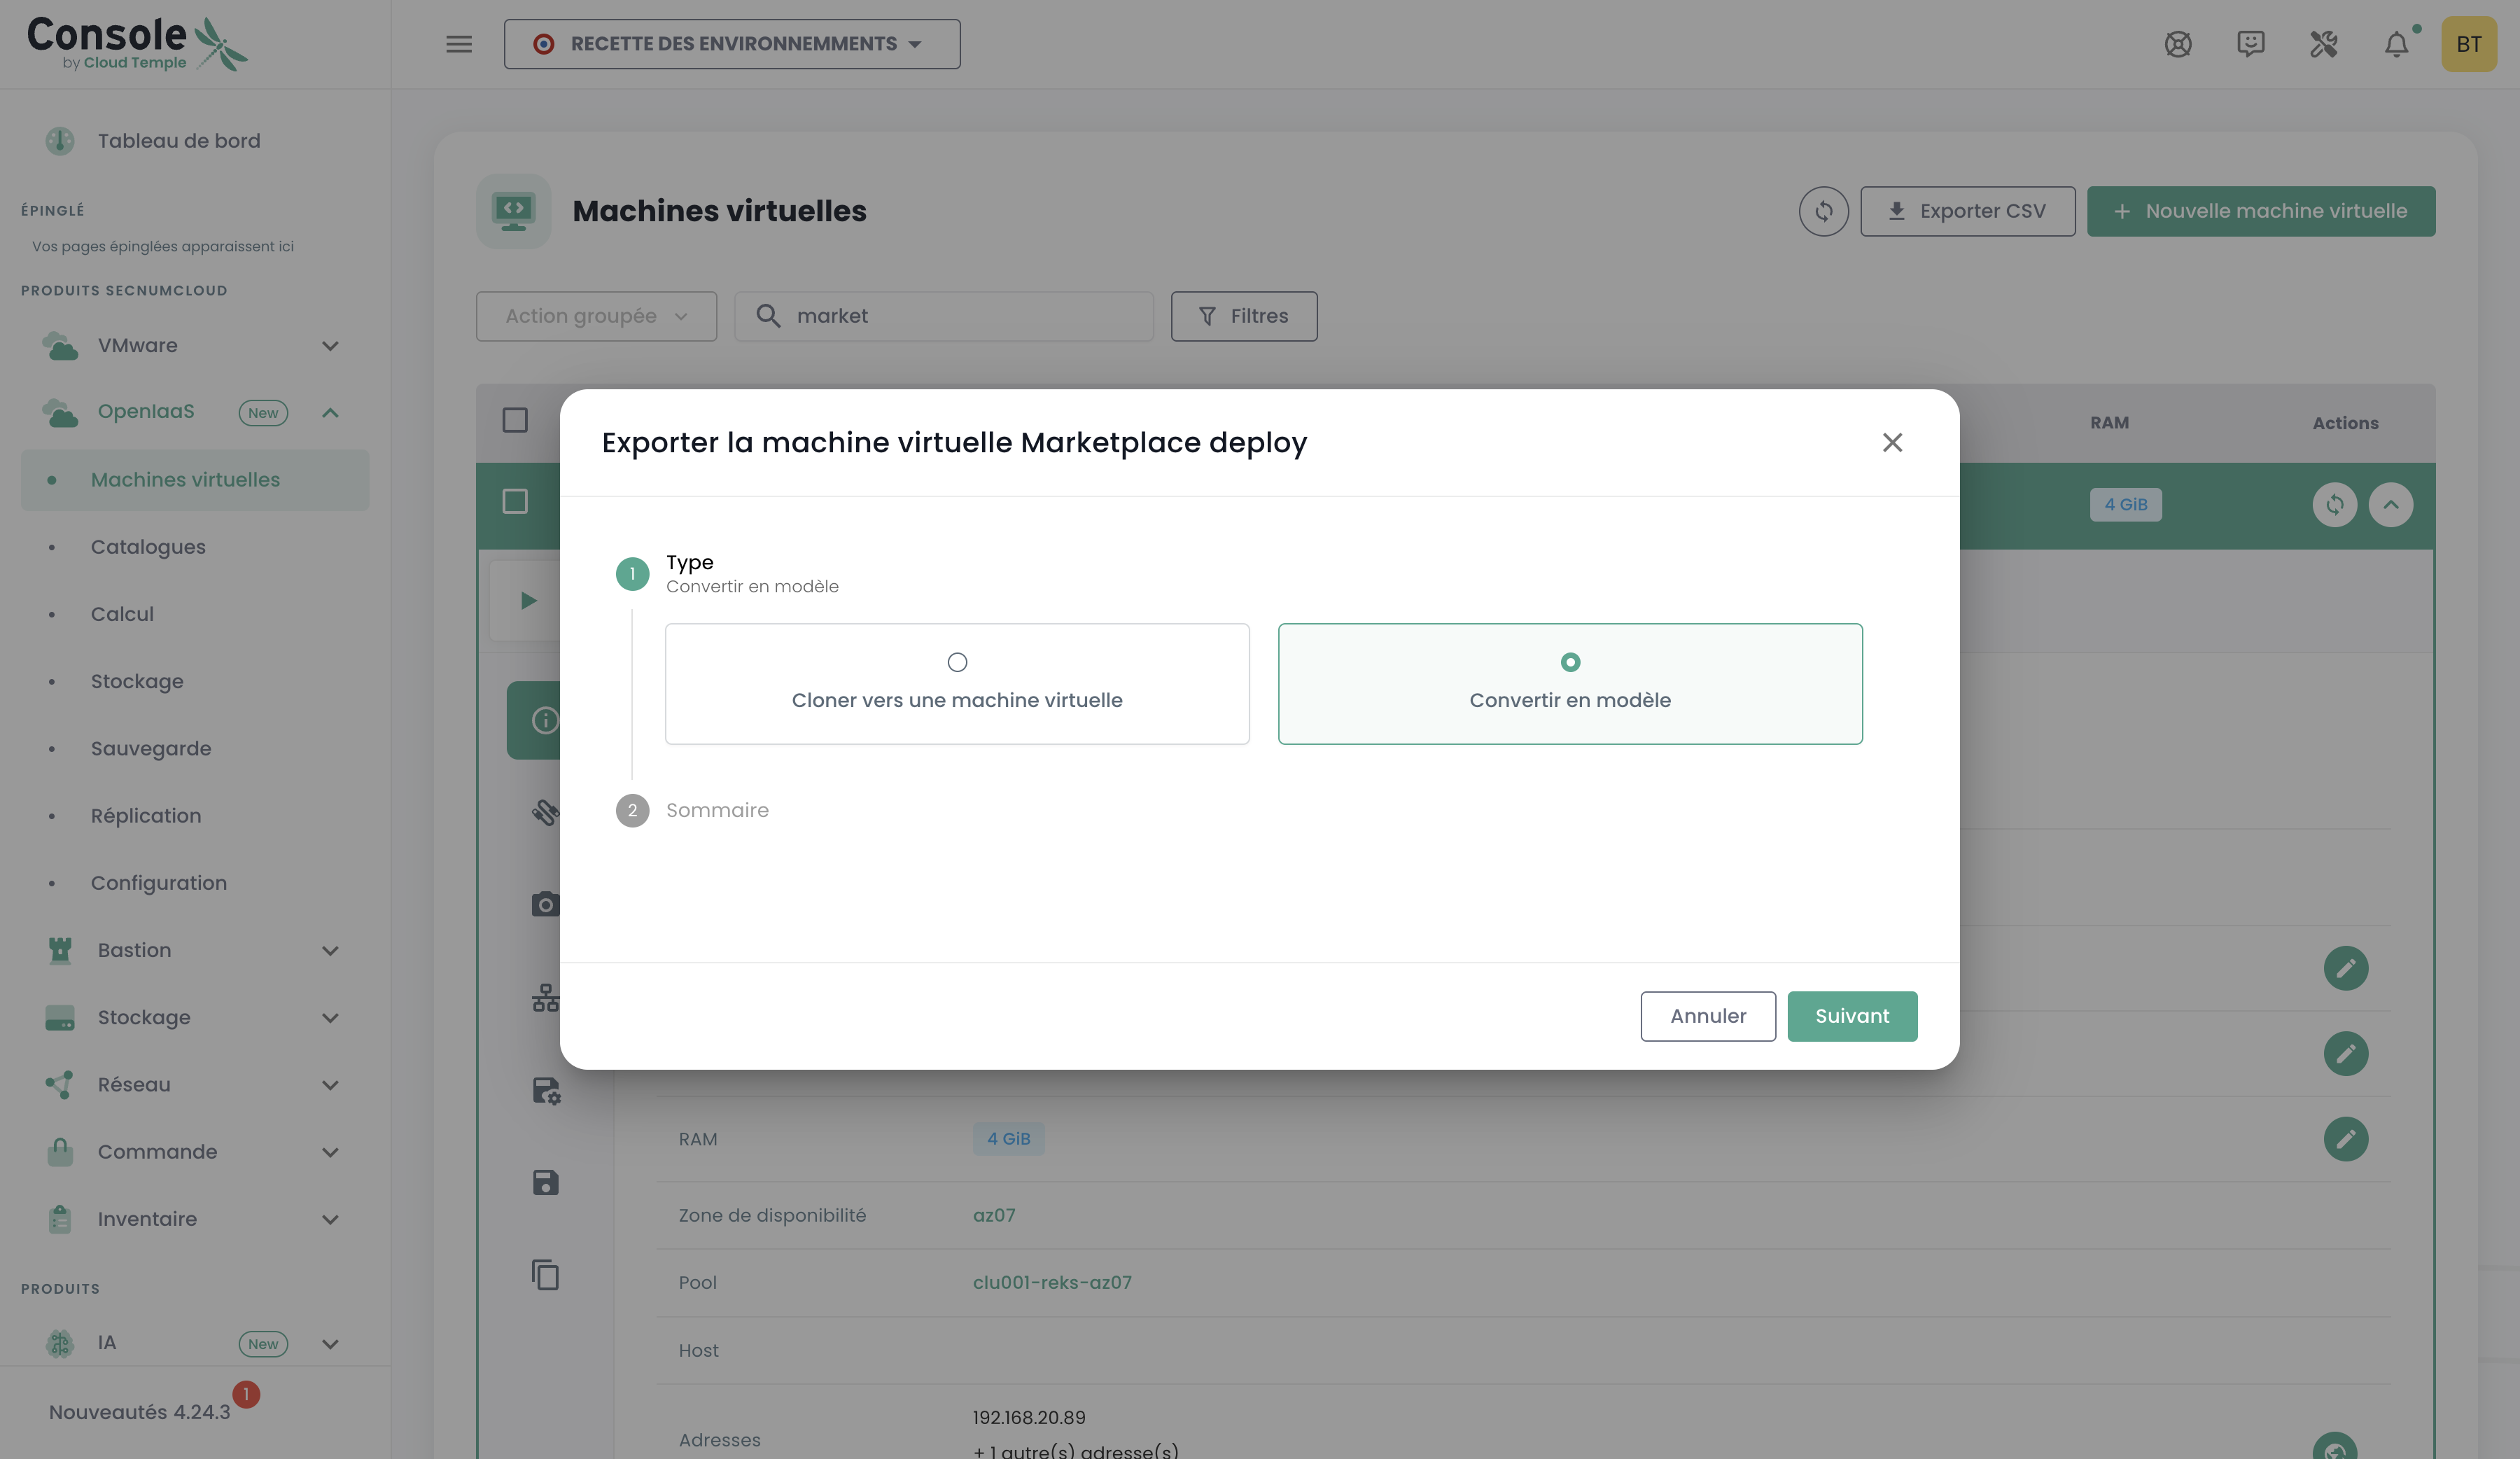 Console
by Cloud Temple
RECETTE DES ENVIRONNEMMENTS
BT
Tableau de bord
ÉPINGLÉ
Vos pages épinglées apparaissent ici
PRODUITS SECNUMCLOUD
VMware
OpenIaaS New
Machines virtuelles
Catalogues
Calcul
Stockage
Sauvegarde
Réplication
Configuration
Bastion
Stockage
Réseau
Commande
Inventaire
PRODUITS
IA New
Nouveautés 4.24.3 1
Machines virtuelles
Exporter CSV
+ Nouvelle machine virtuelle
Action groupée
market
Filtres
RAM Actions
4 GiB
Exporter la machine virtuelle Marketplace deploy
1 Type
Convertir en modèle
Cloner vers une machine virtuelle
Convertir en modèle
2 Sommaire
Annuler
Suivant
RAM 4 GiB
Zone de disponibilité az07
Pool clu001-reks-az07
Host
192.168.20.89
Adresses
+ 1 autre(s) adresse(s)